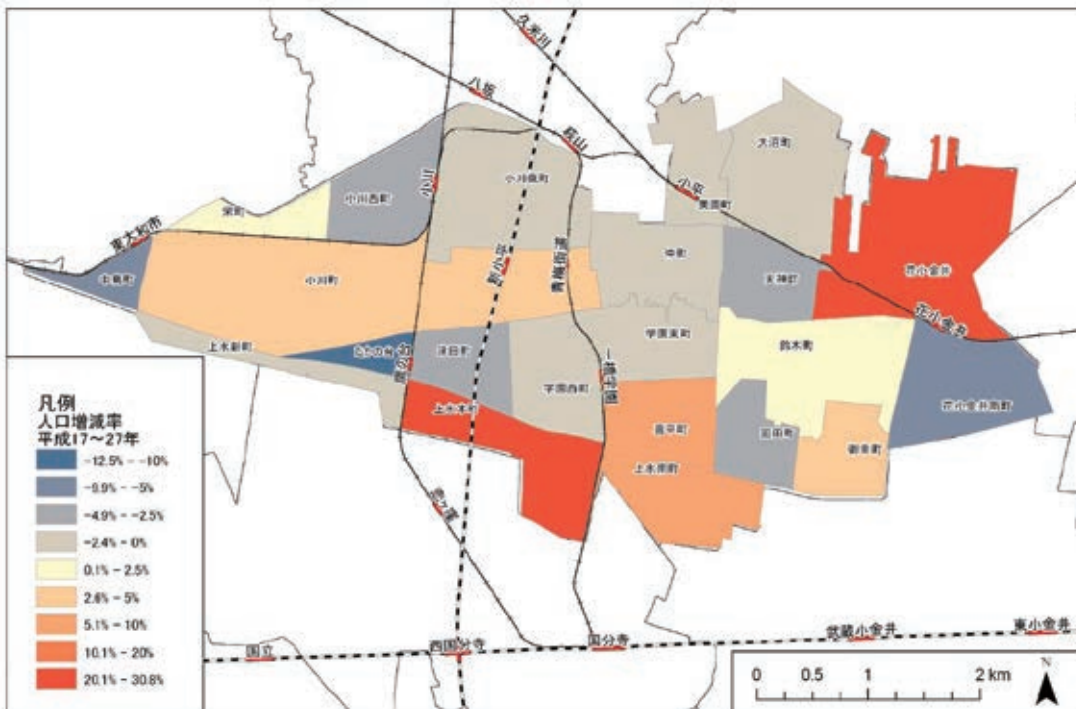 久米川
八坂
萩山
大沼町
小川東町
小川
小平
美園町
小川西町
栄町
東大和市
中島町
小川町
新小平
青梅街道
仲町
天神町
花小金井
花小金井
上水新町
たかの台
鷹の台
津田町
学園西町
学園東町
一橋学園
鈴木町
花小金井南町
上水本町
喜平町
回田町
御幸町
上水南町
恋ヶ窪
凡例
人口増減率
平成17~27年
-12.5% - -10%
-9.9% - -5%
-4.9% - -2.5%
-2.4% - 0%
0.1% - 2.5%
2.6% - 5%
5.1% - 10%
10.1% - 20%
20.1% - 30.8%
国立
西国分寺
国分寺
武蔵小金井
東小金井
0 0.5 1 2 km
N